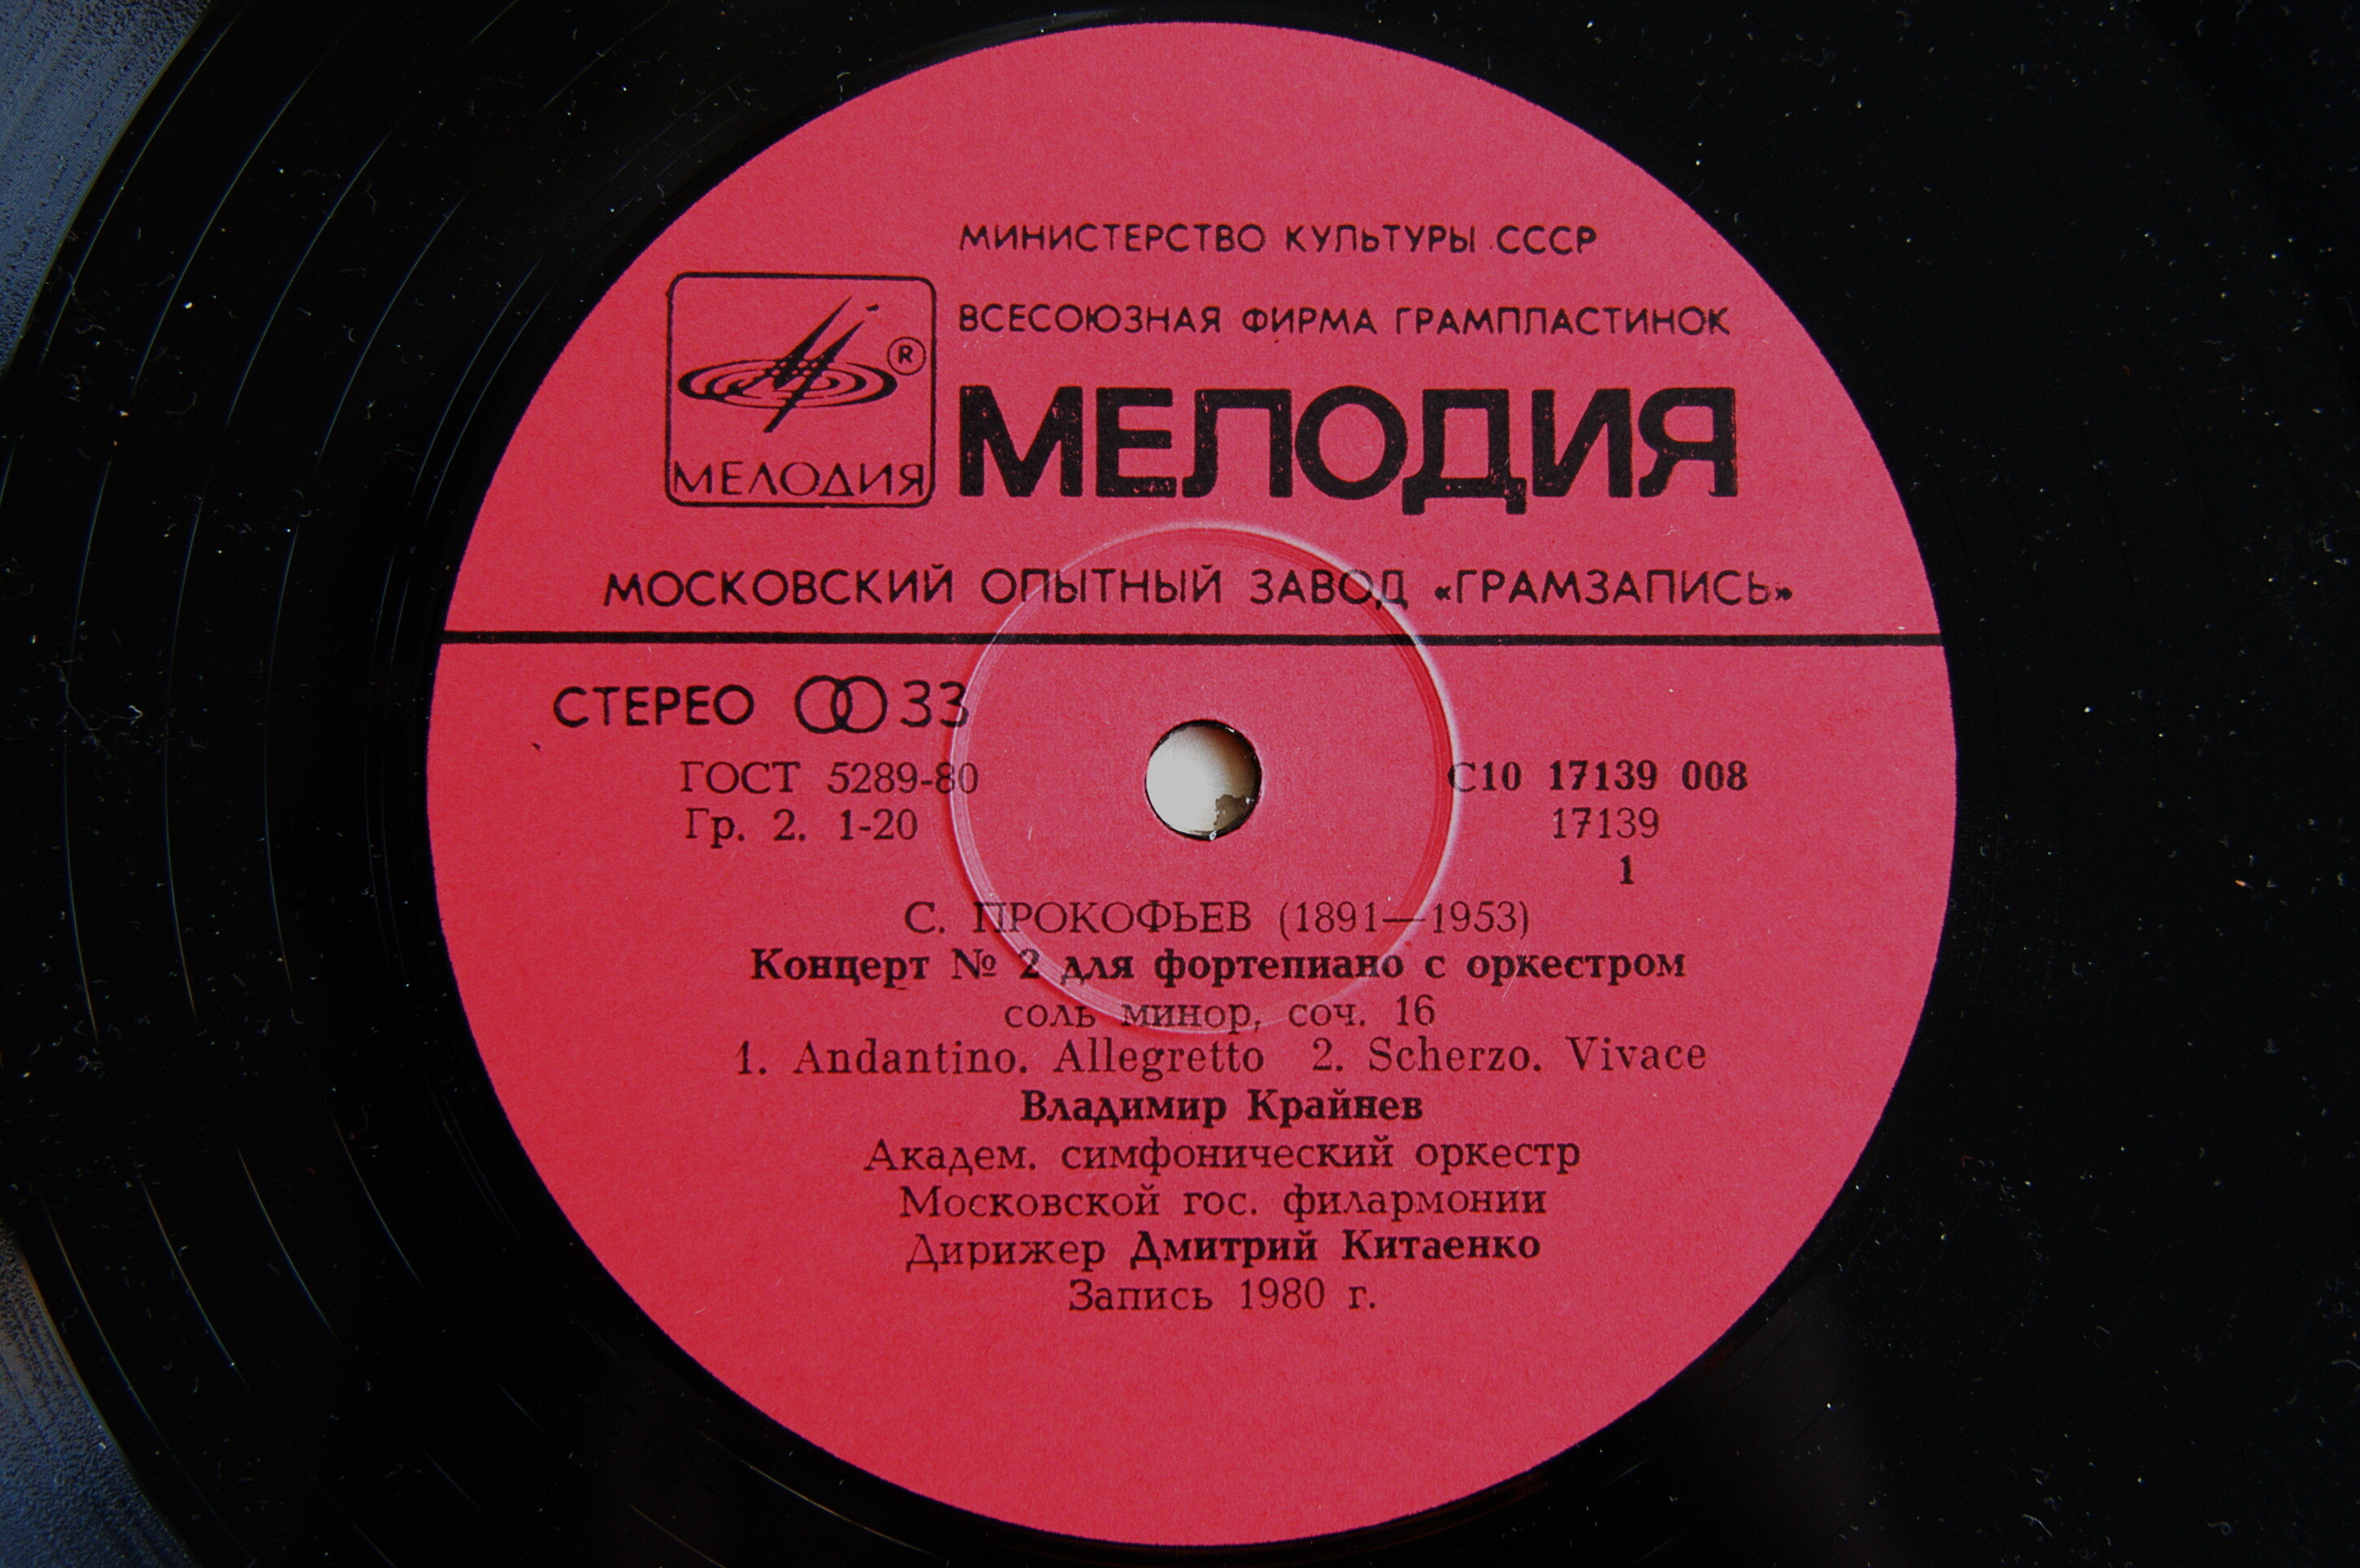 МИНИСТЕРСТВО КУЛЬТУРЫ СССР
ВСЕСОЮЗНАЯ ФИРМА ГРАМПЛАСТИНОК
®
МЕЛОДИЯ
МЕЛОДИЯ
МОСКОВСКИЙ ОПЫТНЫЙ ЗАВОД «ГРАМЗАПИСЬ»
СТЕРЕО 33
ГОСТ 5289-80
Гр. 2. 1-20
С10 17139 008
17139
1
С. ПРОКОФЬЕВ (1891—1953)
Концерт № 2 для фортепиано с оркестром
соль минор, соч. 16
1. Andantino. Allegretto 2. Scherzo. Vivace
Владимир Крайнев
Академ. симфонический оркестр
Московской гос. филармонии
Дирижер Дмитрий Китаенко
Запись 1980 г.